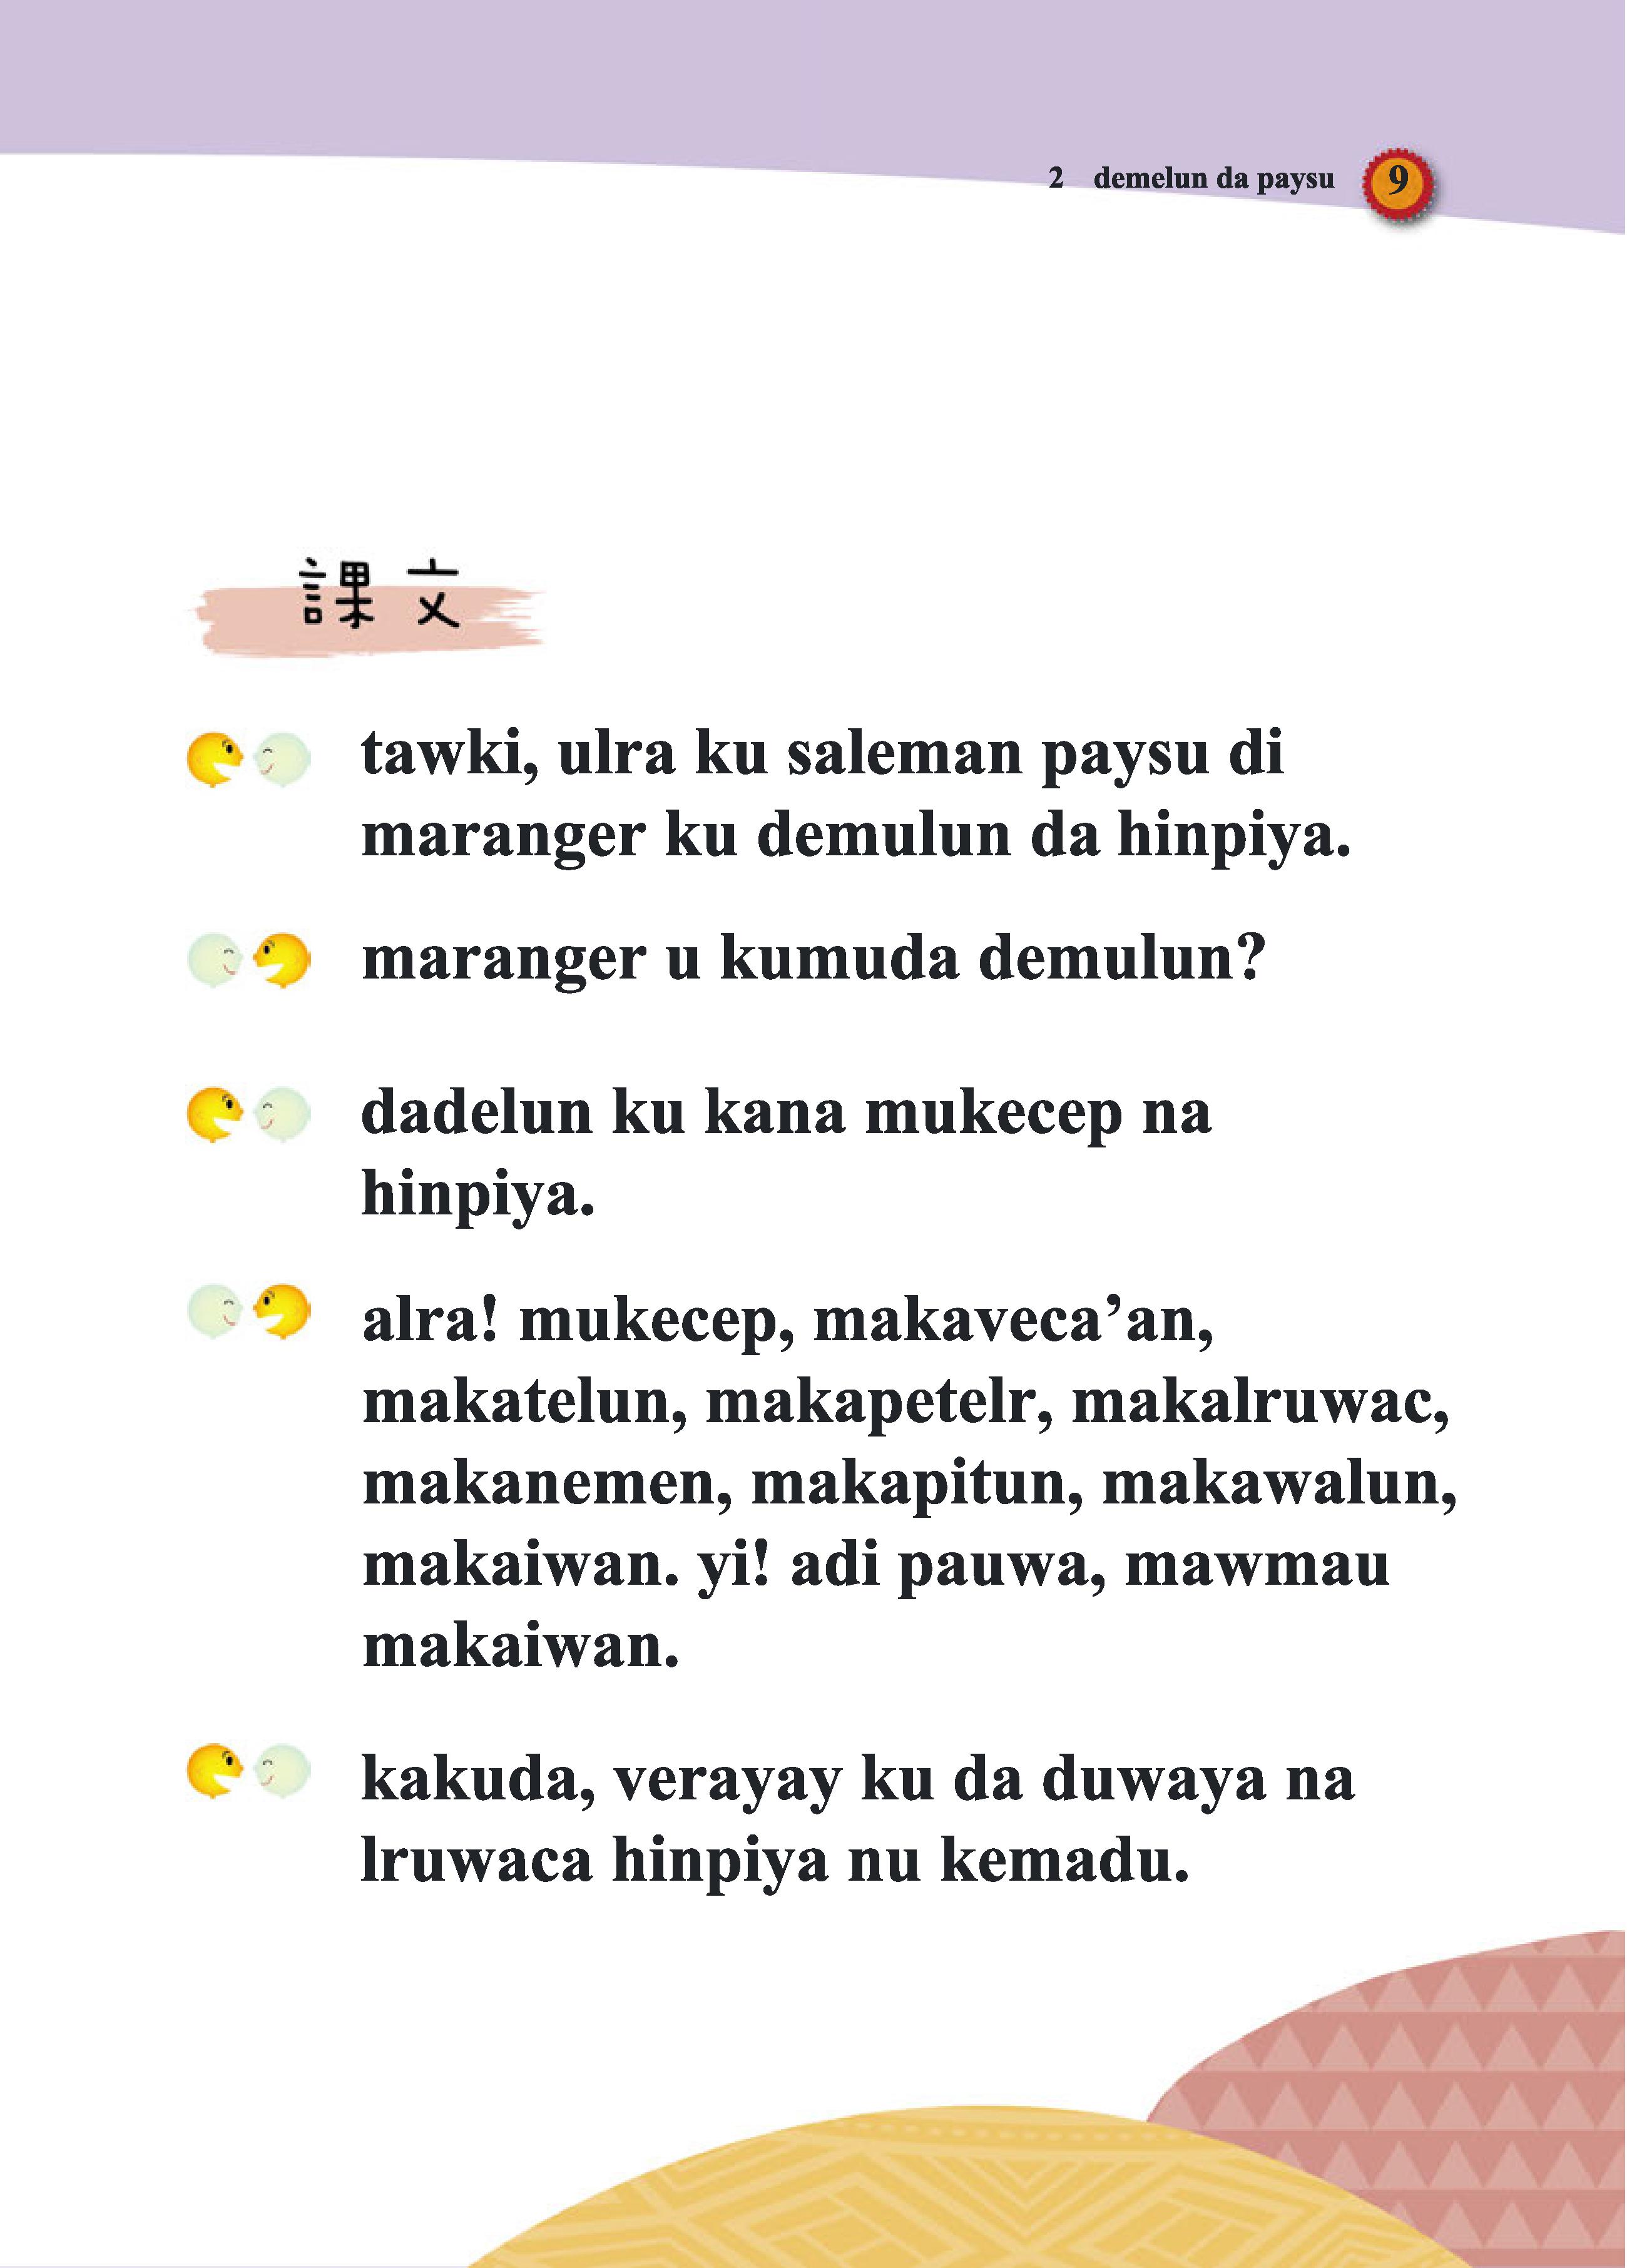 2 demelun da paysu 9
課文
tawki, ulra ku saleman paysu di
maranger ku demulun da hinpiya.
maranger u kumuda demulun?
dadelun ku kana mukecep na
hinpiya.
alra! mukecep, makaveca’an,
makatelun, makapetelr, makalruwac,
makanemen, makapitun, makawalun,
makaiwan. yi! adi pauwa, mawmau
makaiwan.
kakuda, verayay ku da duwaya na
lruwaca hinpiya nu kemadu.